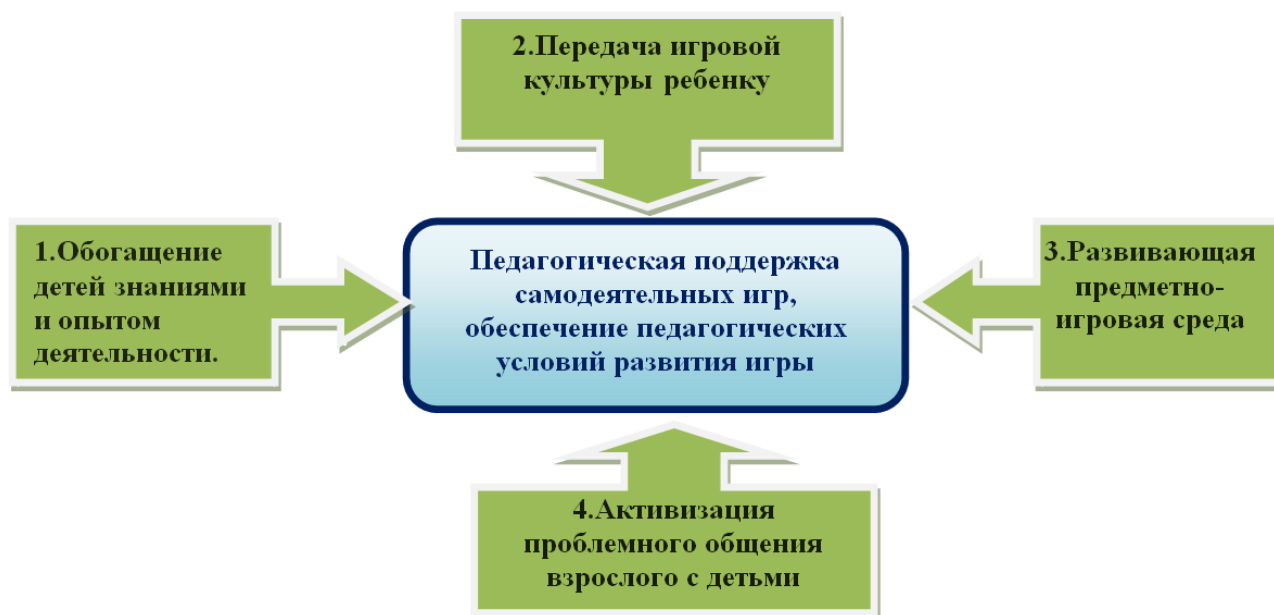 2.Передача игровой
культуры ребенку
1.Обогащение
детей знаниями
и опытом
деятельности.
Педагогическая поддержка
самодеятельных игр,
обеспечение педагогических
условий развития игры
3.Развивающая
предметно-
игровая среда
4.Активизация
проблемного общения
взрослого с детьми